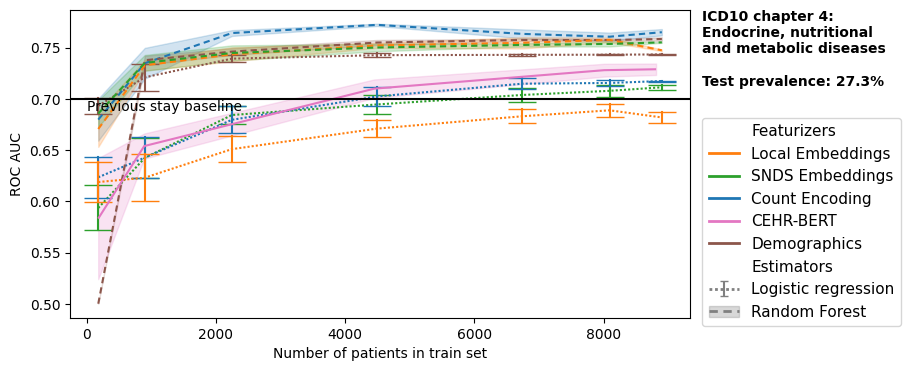 ICD10 chapter 4:
Endocrine, nutritional
and metabolic diseases
Test prevalence: 27.3%
ROC AUC
0.75
0.70
0.65
0.60
0.55
0.50
Previous stay baseline
0
2000
4000
6000
8000
Number of patients in train set
Featurizers
Local Embeddings
SNDS Embeddings
Count Encoding
CEHR-BERT
Demographics
Estimators
Logistic regression
Random Forest